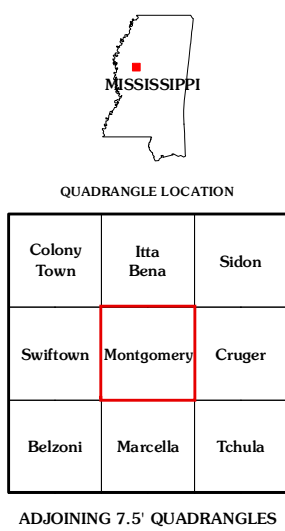 MISSISSIPPI
QUADRANGLE LOCATION
Colony
Town
Itta
Bena
Sidon
Swiftown
Montgomery
Cruger
Belzoni
Marcella
Tchula
ADJOINING 7.5' QUADRANGLES